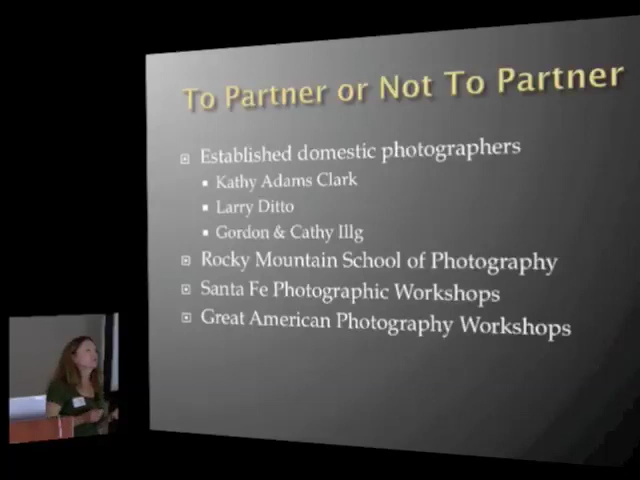 To Partner or Not To Partner
Established domestic photographers
Kathy Adams Clark
Larry Ditto
Gordon & Cathy Illg
Rocky Mountain School of Photography
Santa Fe Photographic Workshops
Great American Photography Workshops